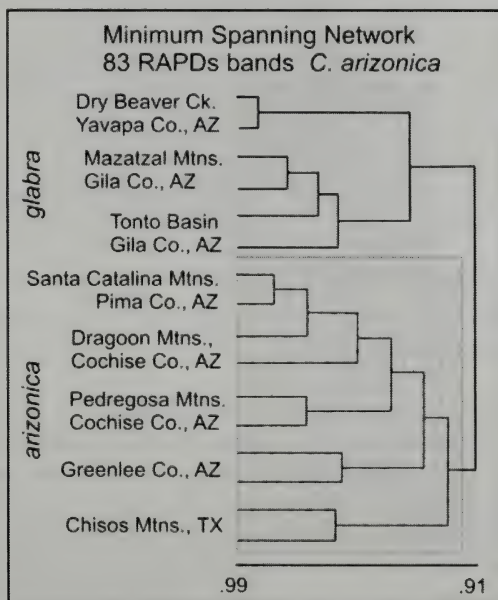 Minimum Spanning Network
83 RAPDs bands C. arizonica
glabra
Dry Beaver Ck.
Yavapa Co., AZ
Mazatzal Mtns.
Gila Co., AZ
Tonto Basin
Gila Co., AZ
arizonica
Santa Catalina Mtns.
Pima Co., AZ
Dragoon Mtns.,
Cochise Co., AZ
Pedregosa Mtns.
Cochise Co., AZ
Greenlee Co., AZ
Chisos Mtns., TX
.99 .91